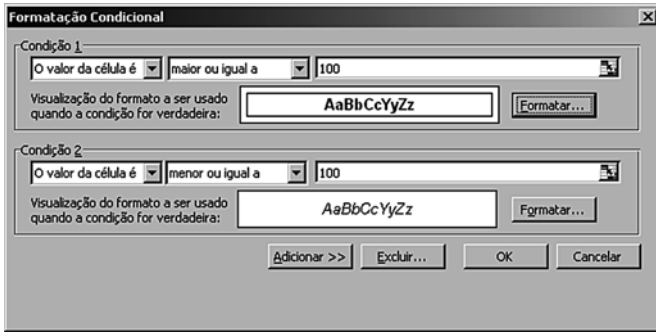 Formatação Condicional
Condição 1
O valor da célula é maior ou igual a 100
Visualização do formato a ser usado
quando a condição for verdadeira:
AaBbCcYyZz
Formatar...
Condição 2
O valor da célula é menor ou igual a 100
Visualização do formato a ser usado
quando a condição for verdadeira:
AaBbCcYyZz
Formatar...
Adicionar >> Excluir... OK Cancelar